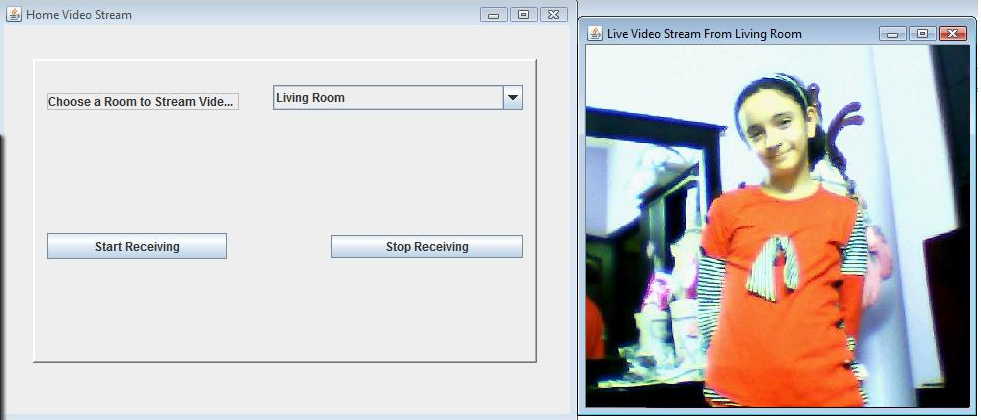 Home Video Stream
Choose a Room to Stream Vide...
Living Room
Start Receiving
Stop Receiving
Live Video Stream From Living Room